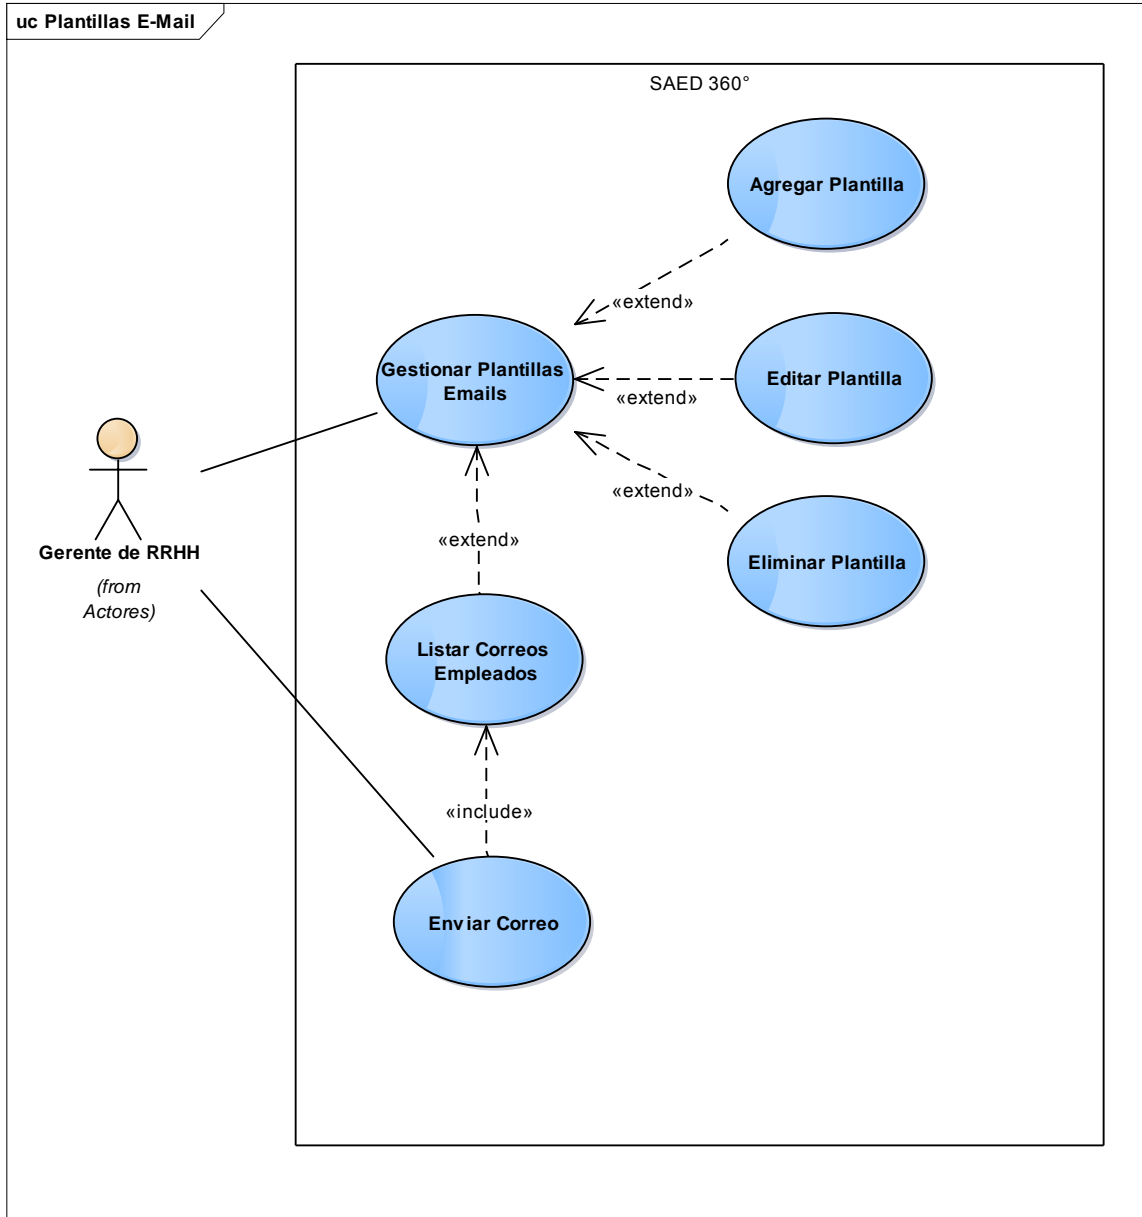 uc Plantillas E-Mail
SAED 360°
Agregar Plantilla
«extend»
Gestionar Plantillas
Emails
Editar Plantilla
«extend»
«extend»
Gerente de RRHH
(from
Actores)
«extend»
Eliminar Plantilla
Listar Correos
Empleados
«include»
Enviar Correo